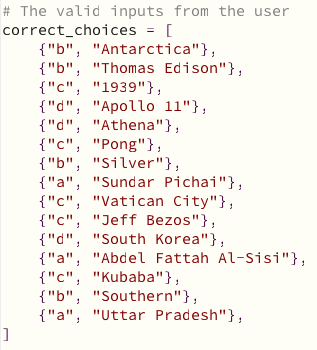 # The valid inputs from the user
correct_choices = [
    {"b", "Antarctica"},
    {"b", "Thomas Edison"},
    {"c", "1939"},
    {"d", "Apollo 11"},
    {"d", "Athena"},
    {"c", "Pong"},
    {"b", "Silver"},
    {"a", "Sundar Pichai"},
    {"c", "Vatican City"},
    {"c", "Jeff Bezos"},
    {"d", "South Korea"},
    {"a", "Abdel Fattah Al-Sisi"},
    {"c", "Kubaba"},
    {"b", "Southern"},
    {"a", "Uttar Pradesh"},
]